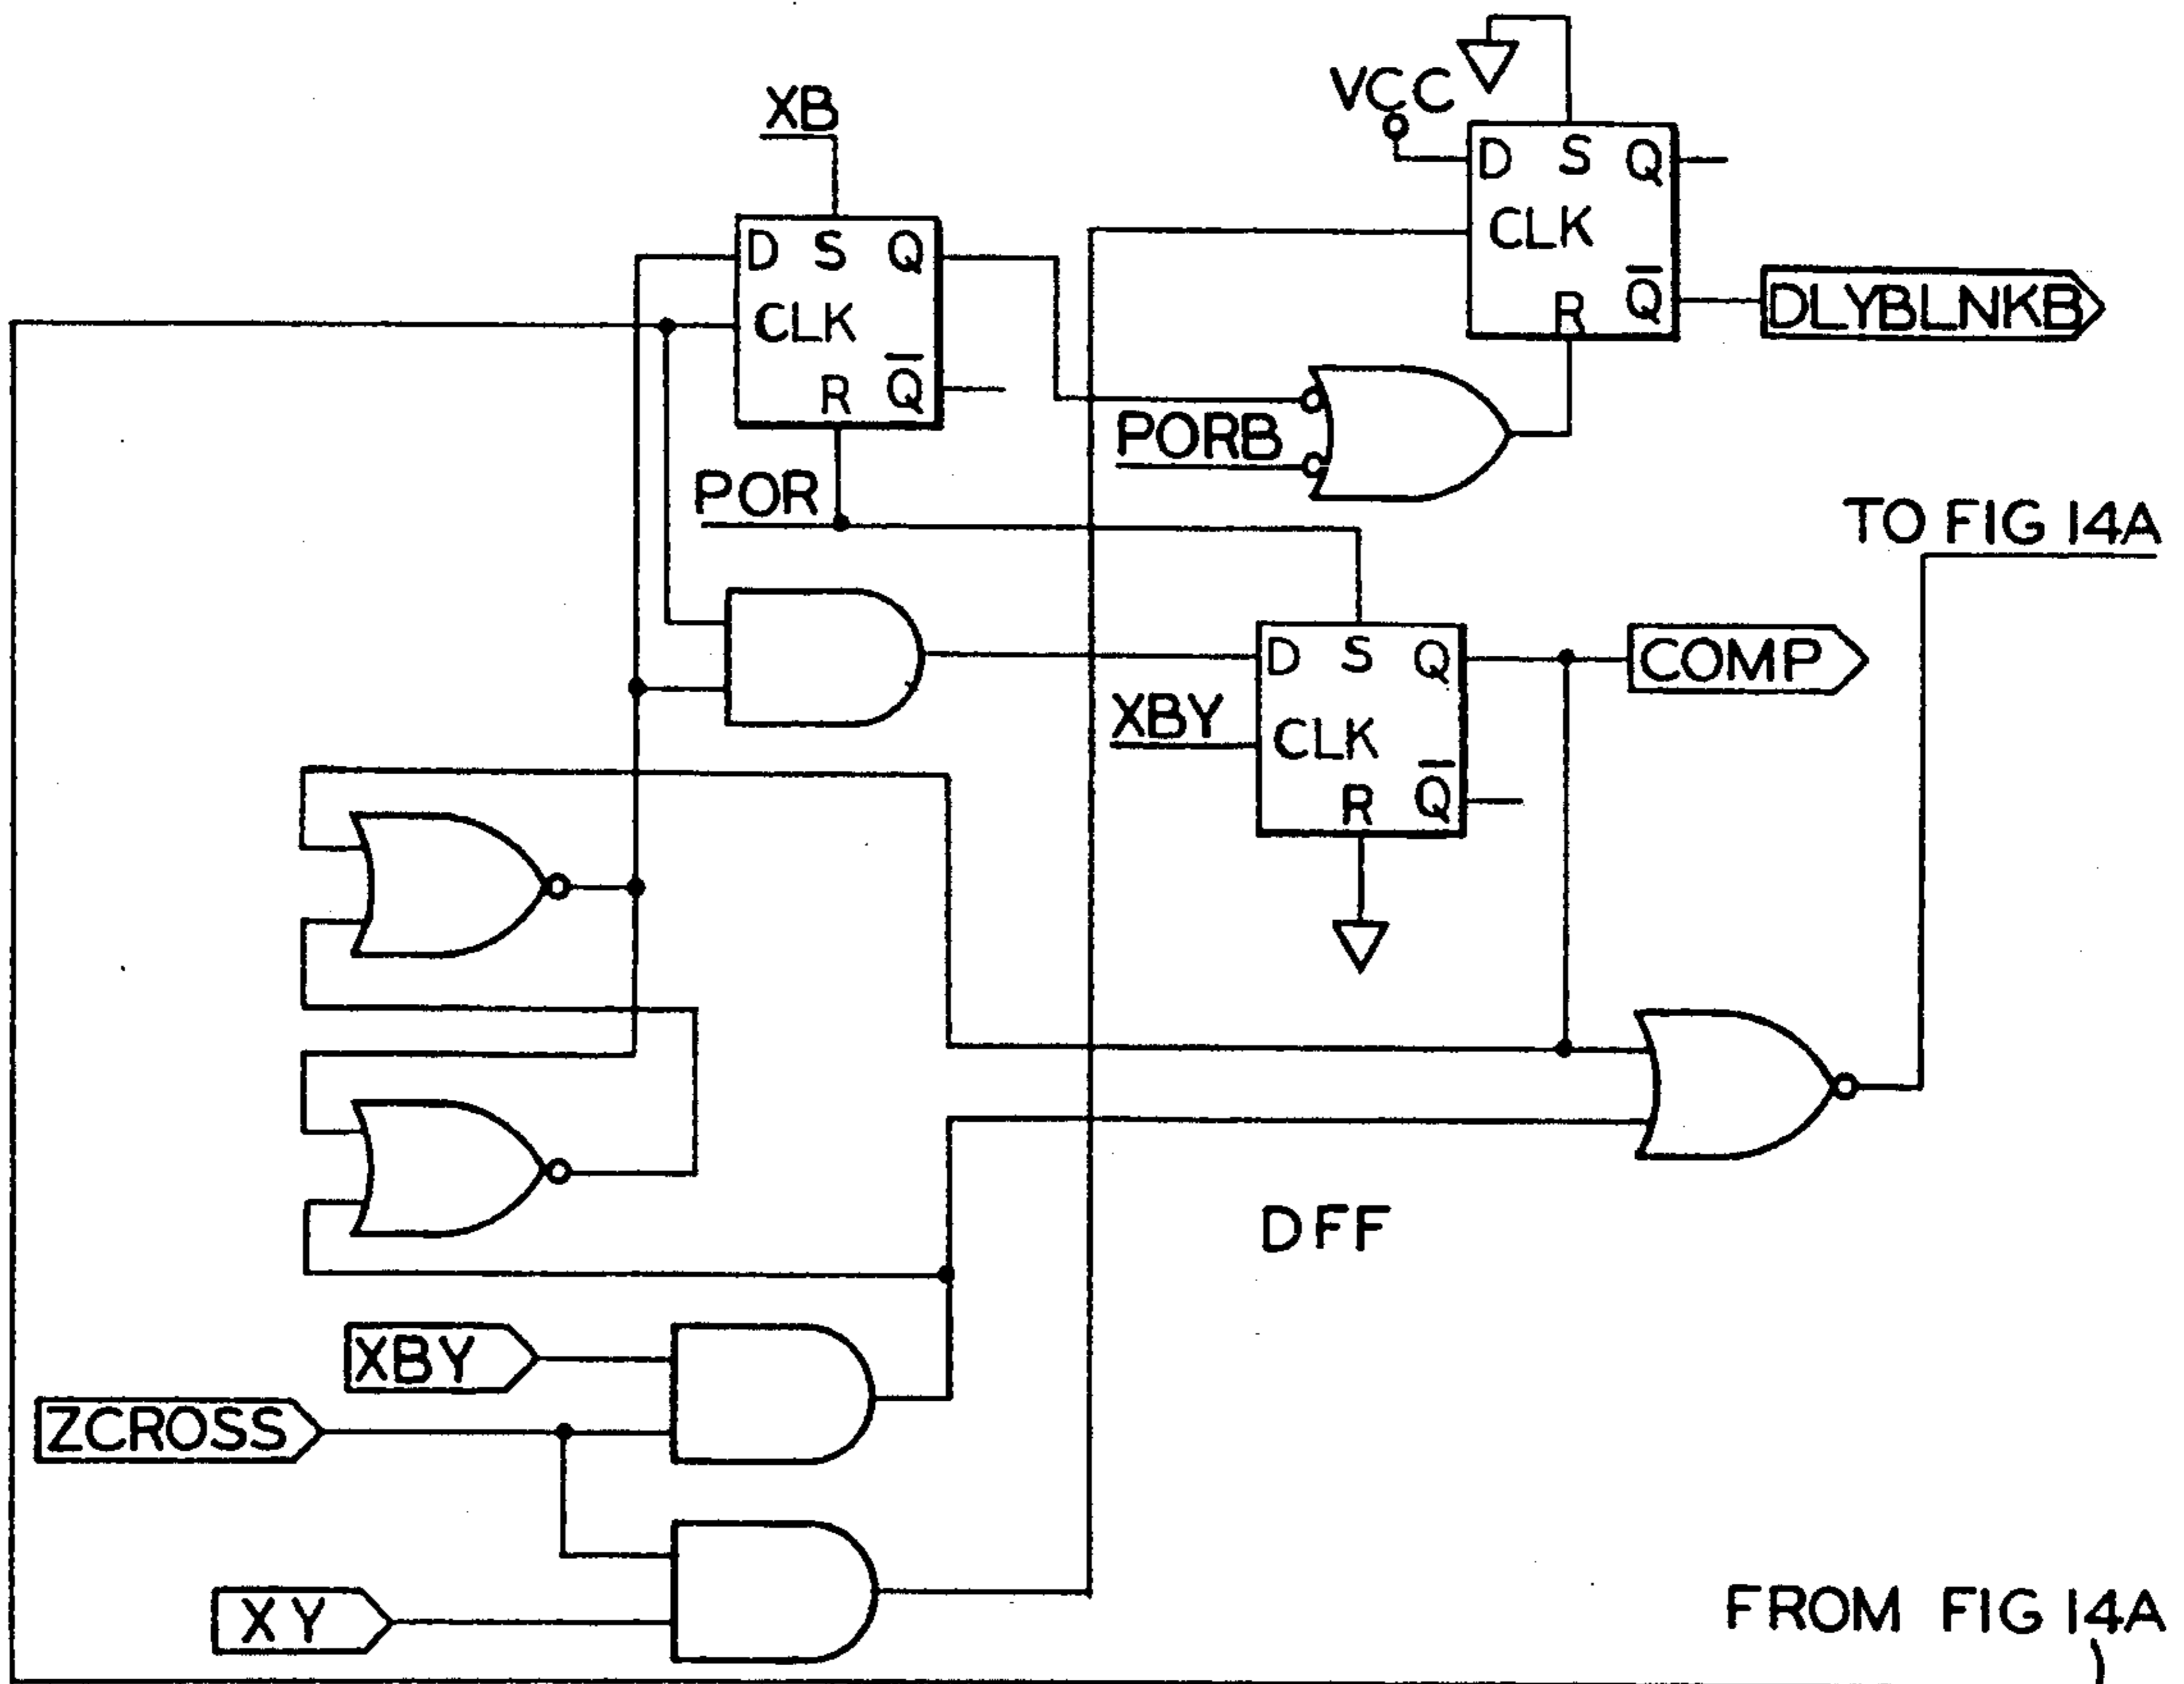 XB
VCC
D S Q
CLK
R Q̅
D S Q
CLK
R Q̅
DLYBLNKB
PORB
POR
TO FIG 14A
D S Q
CLK
R Q̅
XBY
COMP
DFF
XBY
ZCROSS
XY
FROM FIG 14A